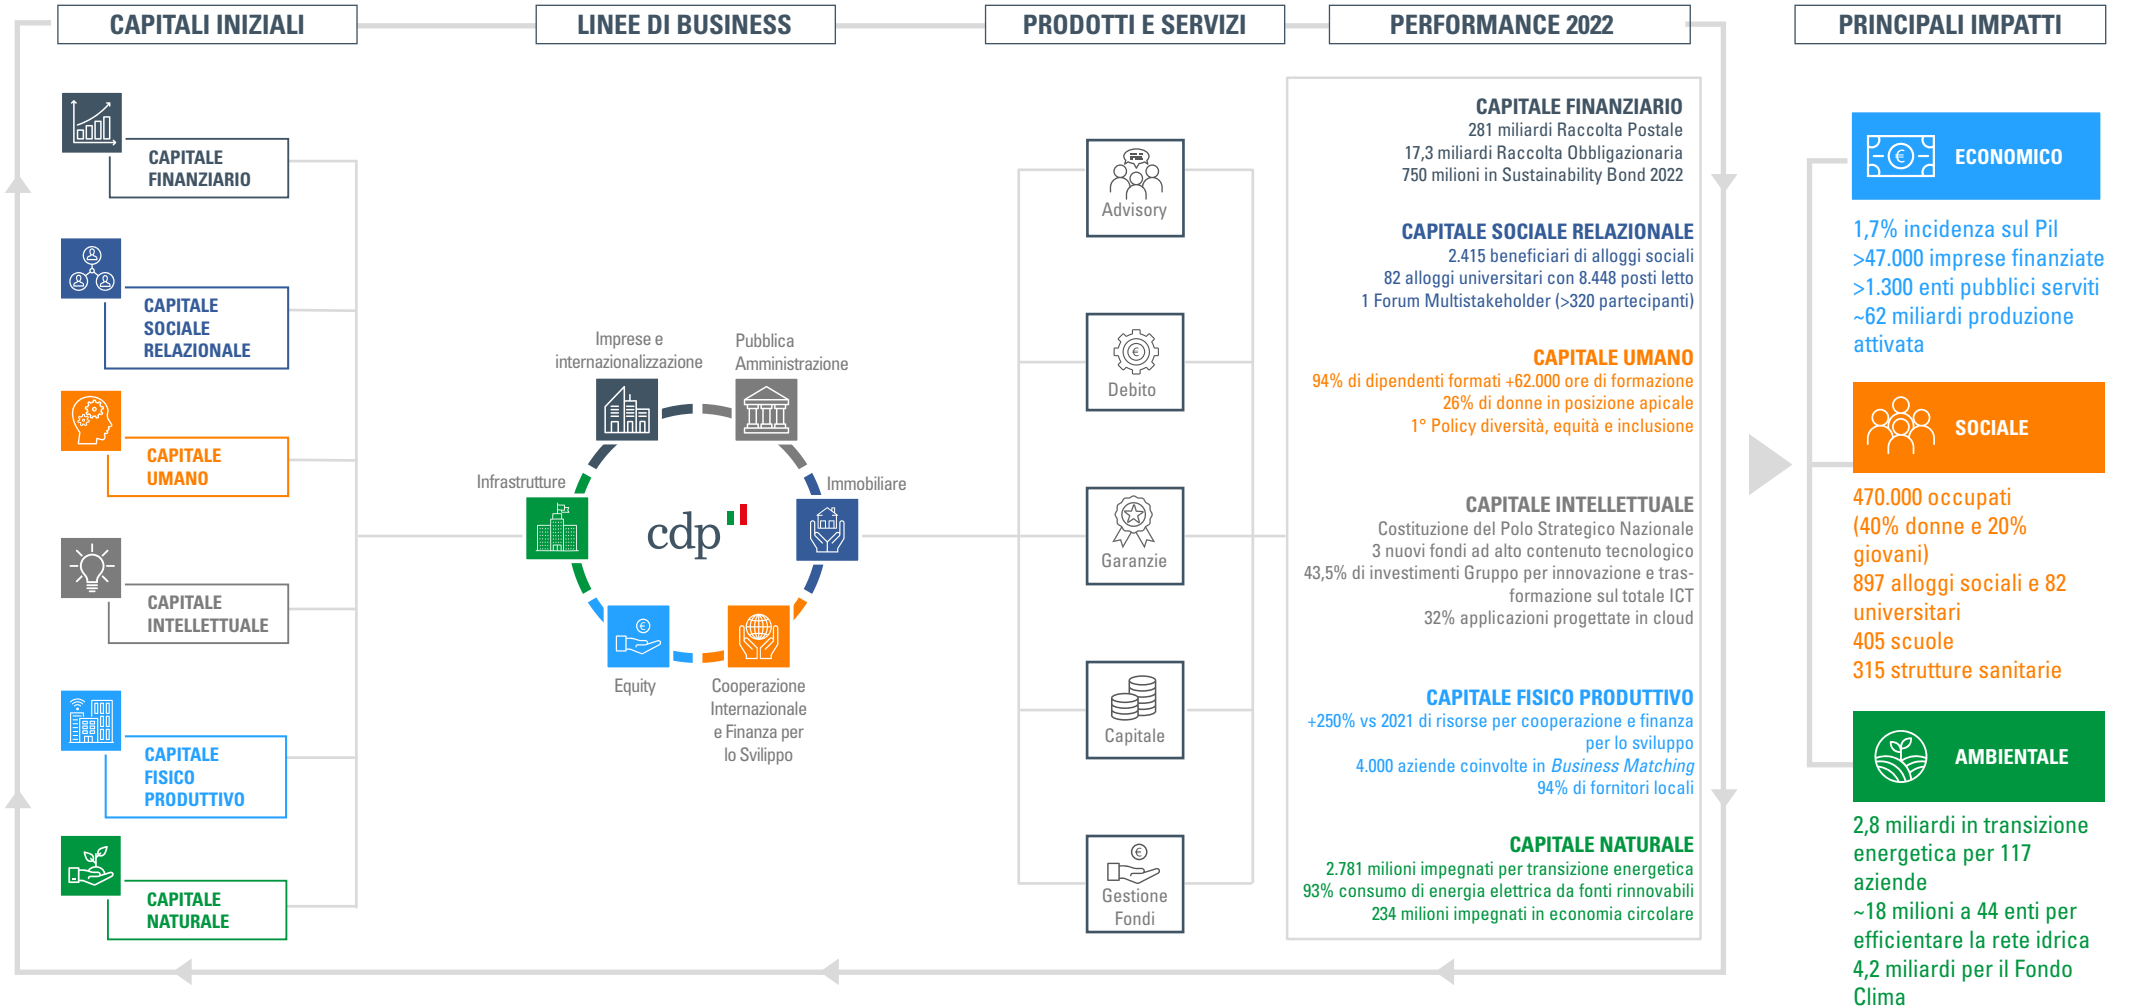 CAPITALI INIZIALI
LINEE DI BUSINESS
PRODOTTI E SERVIZI
PERFORMANCE 2022
PRINCIPALI IMPATTI
CAPITALE
FINANZIARIO
CAPITALE
SOCIALE
RELAZIONALE
CAPITALE
UMANO
CAPITALE
INTELLETTUALE
CAPITALE
FISICO
PRODUTTIVO
CAPITALE
NATURALE
Imprese e
internazionalizzazione
Pubblica
Amministrazione
Infrastrutture
Immobiliare
cdp
Equity
Cooperazione
Internazionale
e Finanza per
lo Svilippo
Advisory
Debito
Garanzie
Capitale
Gestione
Fondi
CAPITALE FINANZIARIO
281 miliardi Raccolta Postale
17,3 miliardi Raccolta Obbligazionaria
750 milioni in Sustainability Bond 2022
CAPITALE SOCIALE RELAZIONALE
2.415 beneficiari di alloggi sociali
82 alloggi universitari con 8.448 posti letto
1 Forum Multistakeholder (>320 partecipanti)
CAPITALE UMANO
94% di dipendenti formati +62.000 ore di formazione
26% di donne in posizione apicale
1° Policy diversità, equità e inclusione
CAPITALE INTELLETTUALE
Costituzione del Polo Strategico Nazionale
3 nuovi fondi ad alto contenuto tecnologico
43,5% di investimenti Gruppo per innovazione e tras-
formazione sul totale ICT
32% applicazioni progettate in cloud
CAPITALE FISICO PRODUTTIVO
+250% vs 2021 di risorse per cooperazione e finanza
per lo sviluppo
4.000 aziende coinvolte in Business Matching
94% di fornitori locali
CAPITALE NATURALE
2.781 milioni impegnati per transizione energetica
93% consumo di energia elettrica da fonti rinnovabili
234 milioni impegnati in economia circolare
ECONOMICO
1,7% incidenza sul Pil
>47.000 imprese finanziate
>1.300 enti pubblici serviti
~62 miliardi produzione
attivata
SOCIALE
470.000 occupati
(40% donne e 20%
giovani)
897 alloggi sociali e 82
universitari
405 scuole
315 strutture sanitarie
AMBIENTALE
2,8 miliardi in transizione
energetica per 117
aziende
~18 milioni a 44 enti per
efficientare la rete idrica
4,2 miliardi per il Fondo
Clima